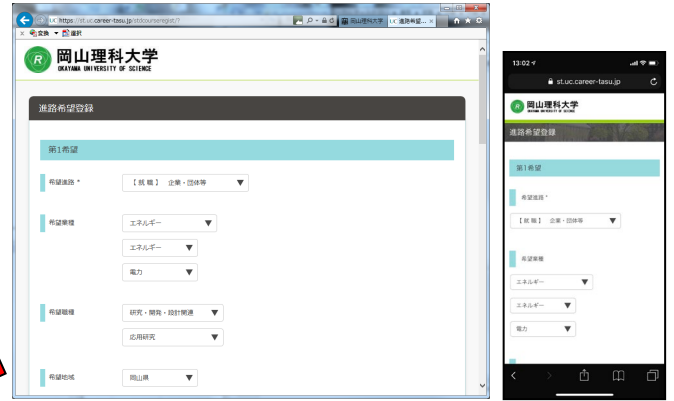 https://st.uc.career-tasu.jp/stdcourseregist/?
岡山理科大学
UC 進路希望...
× 変換 ▼ 選択
R 岡山理科大学
OKAYAMA UNIVERSITY OF SCIENCE
進路希望登録
第1希望
希望進路 *
【 就 職 】 企業・団体等 ▼
希望業種
エネルギー ▼
エネルギー ▼
電力 ▼
希望職種
研究・開発・設計関連 ▼
応用研究 ▼
希望地域
岡山県 ▼
13:02
st.uc.career-tasu.jp
R 岡山理科大学
OKAYAMA UNIVERSITY OF SCIENCE
進路希望登録
第1希望
希望進路 *
【 就 職 】 企業・団体等 ▼
希望業種
エネルギー ▼
エネルギー ▼
電力 ▼